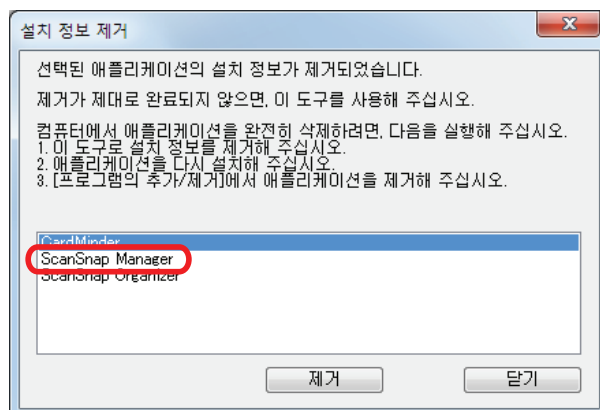 설치 정보 제거
선택된 애플리케이션의 설치 정보가 제거되었습니다.
제거가 제대로 완료되지 않으면, 이 도구를 사용해 주십시오.
컴퓨터에서 애플리케이션을 완전히 삭제하려면, 다음을 실행해 주십시오.
1. 이 도구로 설치 정보를 제거해 주십시오.
2. 애플리케이션을 다시 설치해 주십시오.
3. [프로그램의 추가/제거]에서 애플리케이션을 제거해 주십시오.
CardMinder
ScanSnap Manager
ScanSnap Organizer
제거
닫기